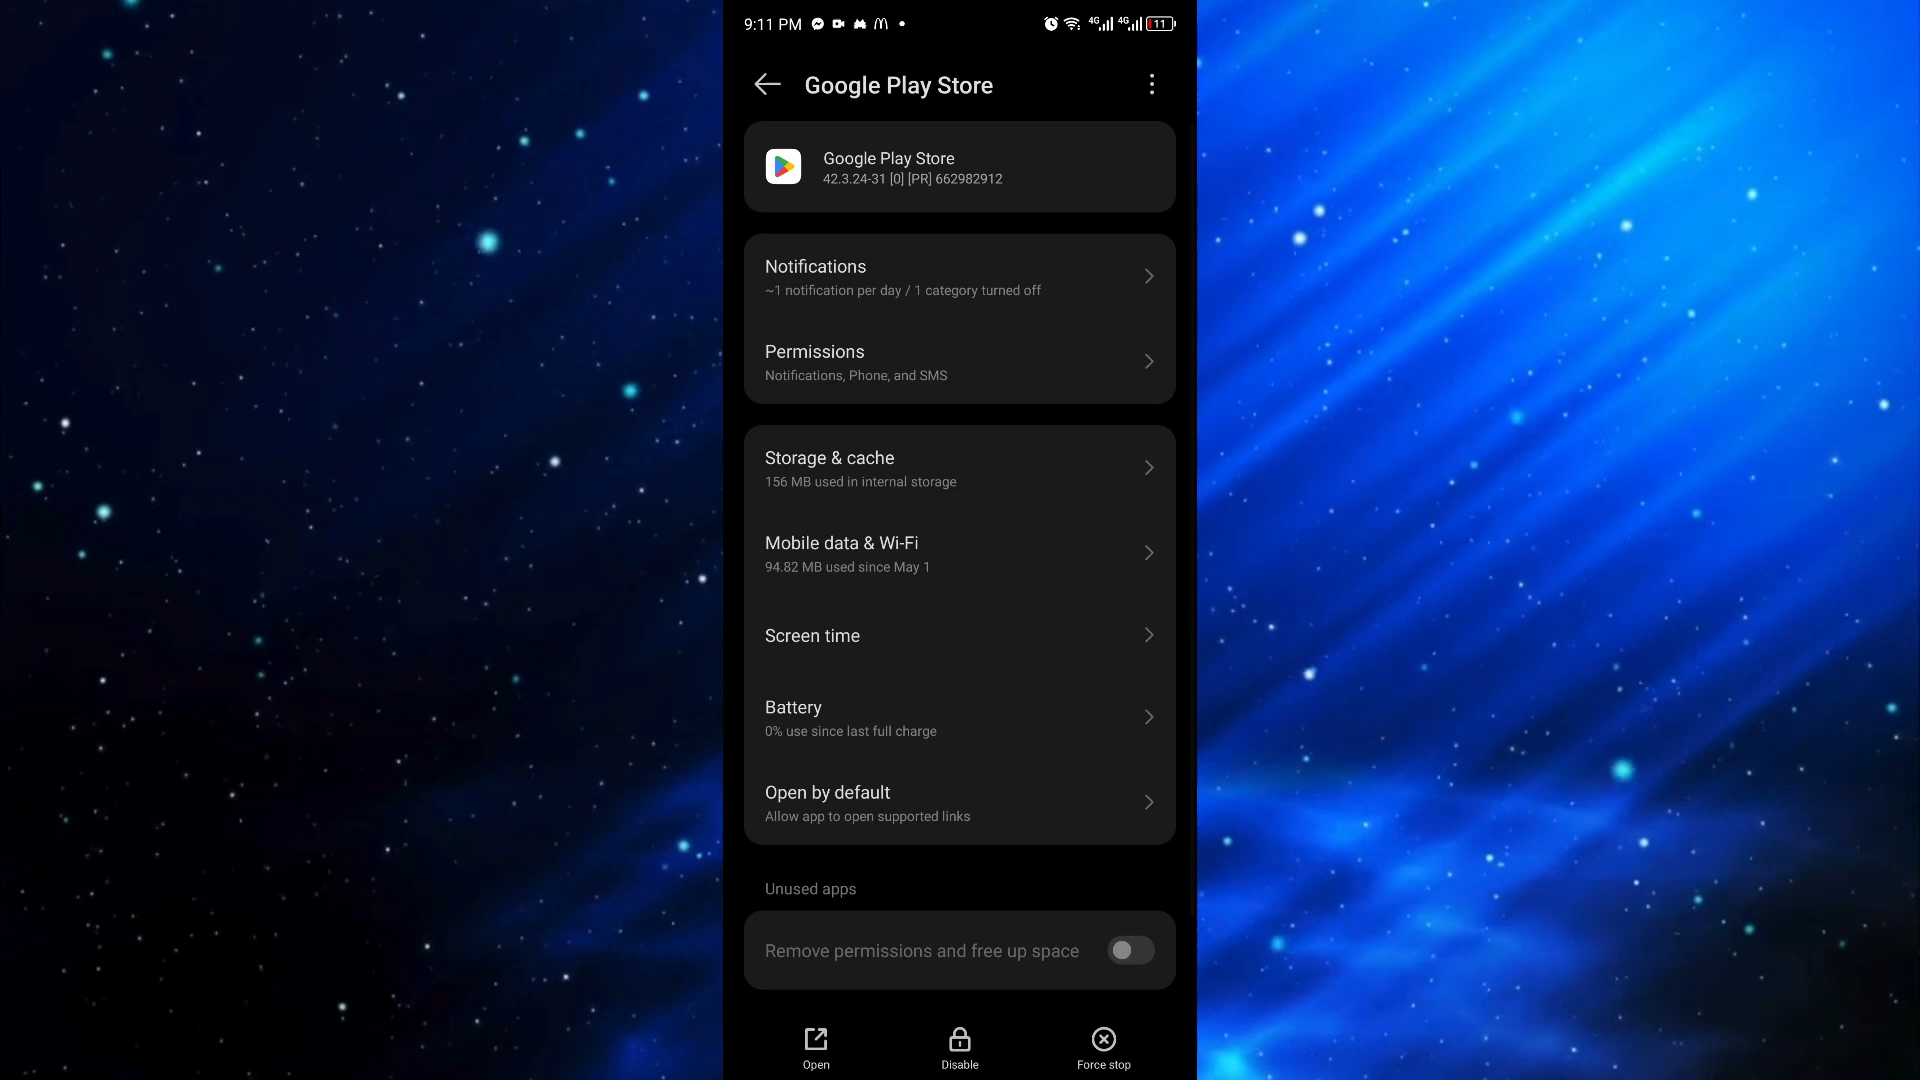 9:11 PM
4G 4G 11
Google Play Store
Google Play Store
42.3.24-31 [0] [PR] 662982912
Notifications
~1 notification per day / 1 category turned off
Permissions
Notifications, Phone, and SMS
Storage & cache
156 MB used in internal storage
Mobile data & Wi-Fi
94.82 MB used since May 1
Screen time
Battery
0% use since last full charge
Open by default
Allow app to open supported links
Unused apps
Remove permissions and free up space
Open Disable Force stop